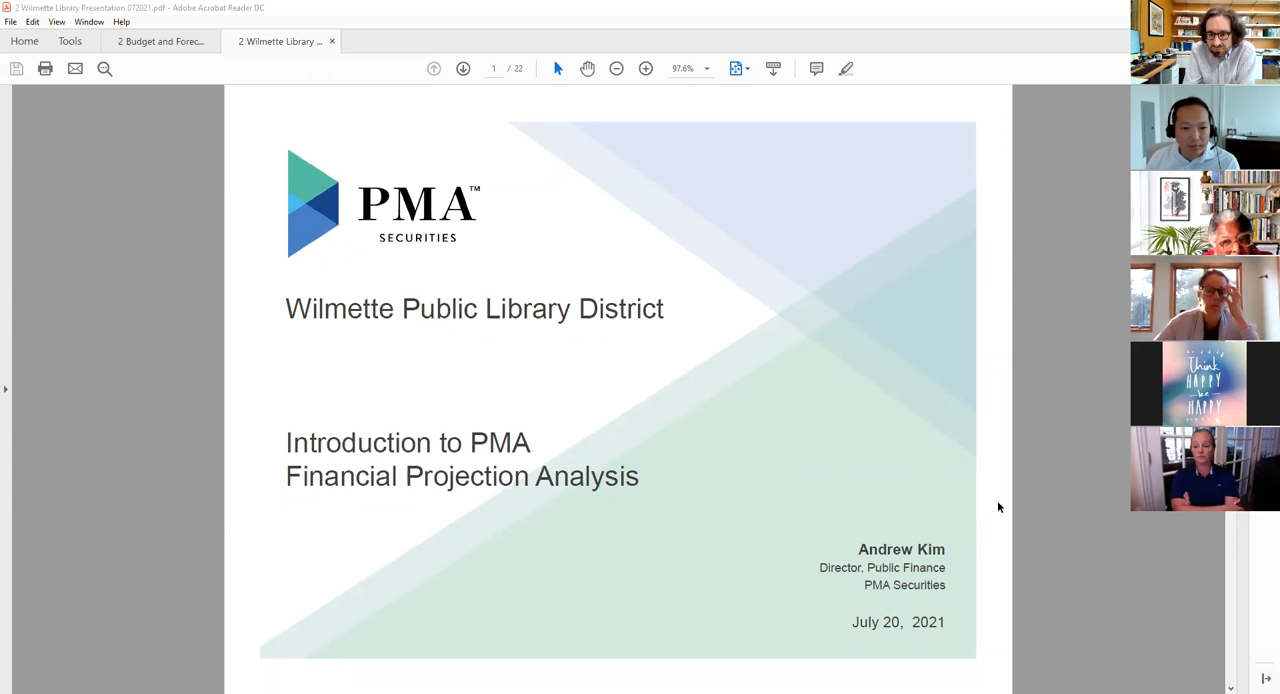 2 Wilmette Library Presentation 072021.pdf - Adobe Acrobat Reader DC
File Edit View Window Help
Home Tools 2 Budget and Forec... 2 Wilmette Library ... ×
1 / 22 97.6%
PMA™
SECURITIES
Wilmette Public Library District
Introduction to PMA
Financial Projection Analysis
Andrew Kim
Director, Public Finance
PMA Securities
July 20, 2021
Think
HAPPY
be
HAPPY